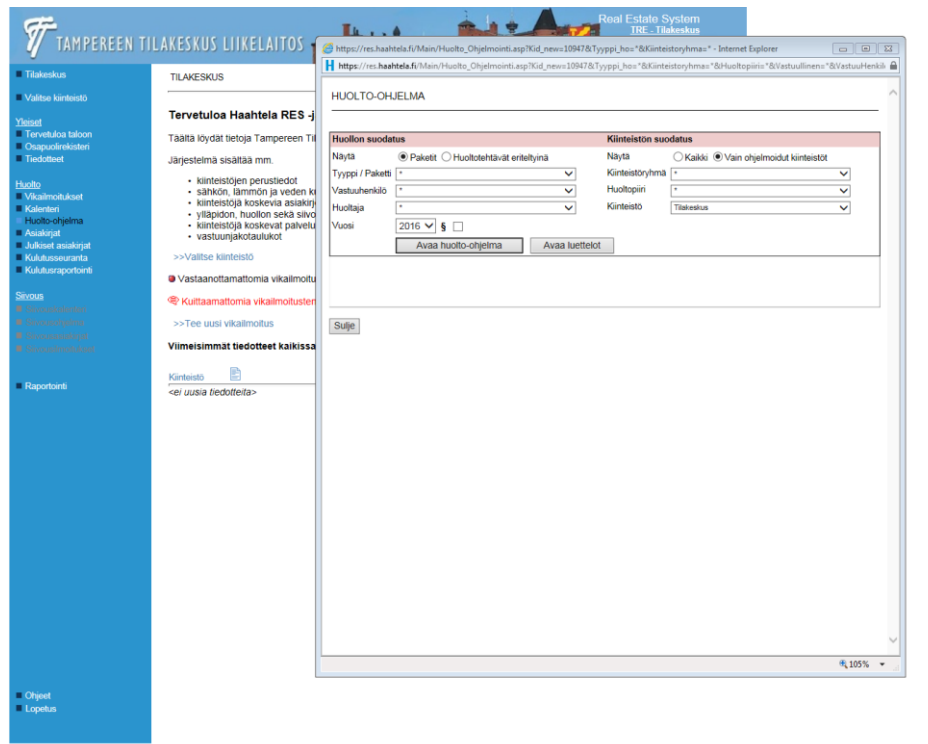 TAMPEREEN TILAKESKUS LIIKELAITOS
Real Estate System
TRE - Tilakeskus
Tilakeskus
Valitse kiinteistö
Yleiset
Tervetuloa taloon
Osapuolirekisteri
Tiedotteet
Huolto
Vikailmoitukset
Kalenteri
Huolto-ohjelma
Asiakirjat
Julkiset asiakirjat
Kulutusseuranta
Kulutusraportointi
Siivous
Raportointi
Ohjeet
Lopetus
TILAKESKUS
Tervetuloa Haahtela RES -j
Täältä löydät tietoja Tampereen Til
Järjestelmä sisältää mm.
• kiinteistöjen perustiedot
• sähkön, lämmön ja veden ku
• kiinteistöjä koskevia asiakirj
• ylläpidon, huollon sekä siivo
• kiinteistöjä koskevat palvelu
• vastuunjakotaulukot
>>Valitse kiinteistö
Vastaanottamattomia vikailmoitu
Kuittaamattomia vikailmoitusten
>>Tee uusi vikailmoitus
Viimeisimmät tiedotteet kaikissa
Kiinteistö
<ei uusia tiedotteita>
https://res.haahtela.fi/Main/Huolto_Ohjelmointi.asp?Kid_new=10947&Tyyppi_ho=*&Kiinteistoryhma=* - Internet Explorer
https://res.haahtela.fi/Main/Huolto_Ohjelmointi.asp?Kid_new=10947&Tyyppi_ho=*&Kiinteistoryhma=*&Huoltopiiri=*&Vastuullinen=*&VastuuHenkilo
HUOLTO-OHJELMA
Huollon suodatus Kiinteistön suodatus
Näytä Paketit Huoltotehtävät eriteltyinä Näytä Kaikki Vain ohjelmoidut kiinteistöt
Tyyppi / Paketti * Kiinteistöryhmä *
Vastuuhenkilö * Huoltopiiri *
Huoltaja * Kiinteistö Tilakeskus
Vuosi 2016 §
Avaa huolto-ohjelma Avaa luettelot
Sulje
105%